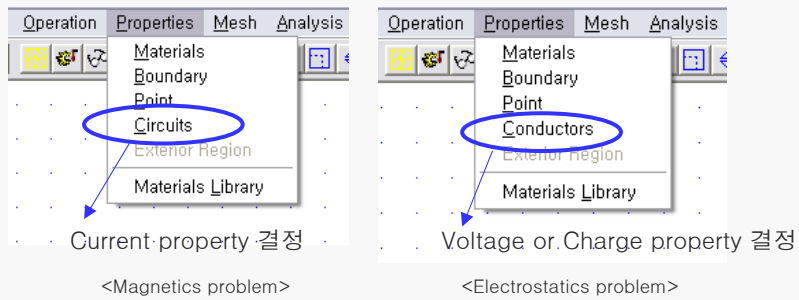 Operation Properties Mesh Analysis
Materials
Boundary
Point
Circuits
Exterior Region
Materials Library
Current property 결정
<Magnetics problem>
Operation Properties Mesh Analysis
Materials
Boundary
Point
Conductors
Exterior Region
Materials Library
Voltage or Charge property 결정
<Electrostatics problem>